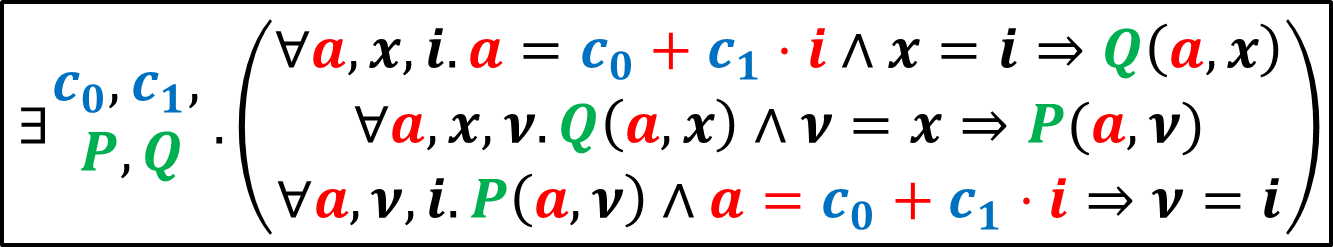 ∃ c₀, c₁, P, Q .
∀a, x, i. a = c₀ + c₁ · i ∧ x = i ⇒ Q(a, x)
∀a, x, ν. Q(a, x) ∧ ν = x ⇒ P(a, ν)
∀a, ν, i. P(a, ν) ∧ a = c₀ + c₁ · i ⇒ ν = i